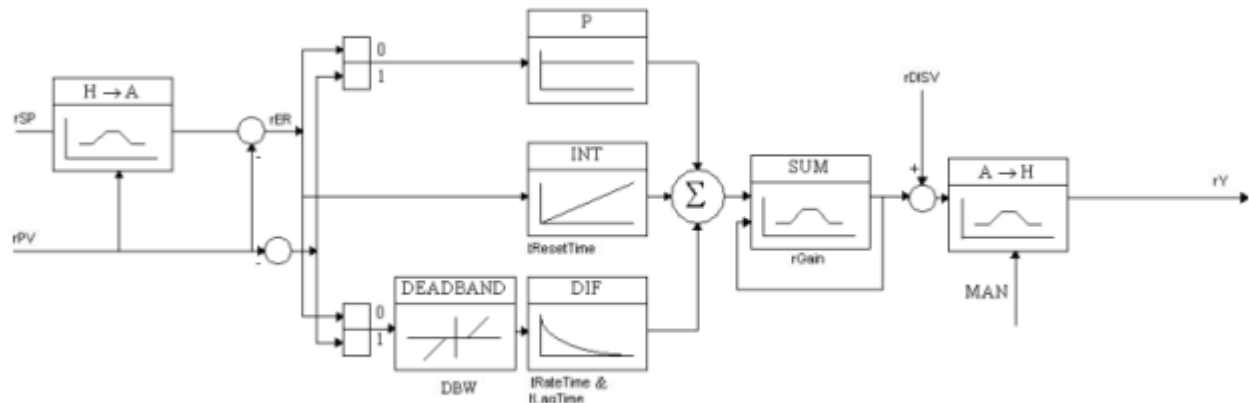 P
0
1
rDISV
H → A
rSP
rER
-
INT
SUM
A → H
Σ
+
rY
tResetTime
rPV
-
rGain
MAN
DEADBAND
DIF
0
1
DBW
tRateTime &
tLagTime